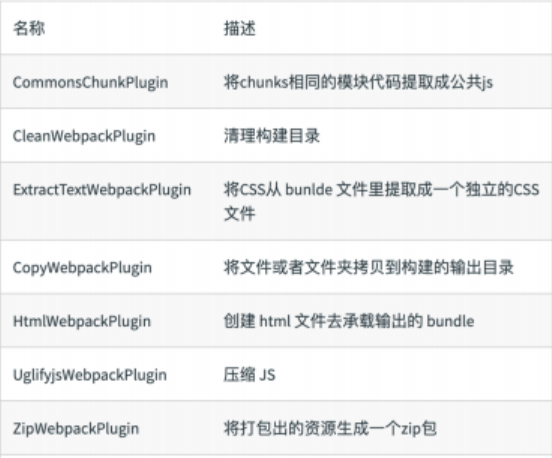 名称 描述
CommonsChunkPlugin 将chunks相同的模块代码提取成公共js
CleanWebpackPlugin 清理构建目录
ExtractTextWebpackPlugin 将CSS从 bunlde 文件里提取成一个独立的CSS
文件
CopyWebpackPlugin 将文件或者文件夹拷贝到构建的输出目录
HtmlWebpackPlugin 创建 html 文件去承载输出的 bundle
UglifyjsWebpackPlugin 压缩 JS
ZipWebpackPlugin 将打包出的资源生成一个zip包